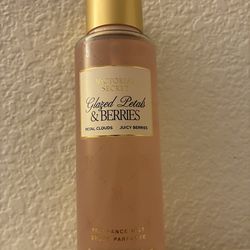 VICTORIA'S
SECRET
Glazed Petals
& BERRIES
PETAL CLOUDS JUICY BERRIES
FRAGRANCE MIST
BRUME PARFUMÉE